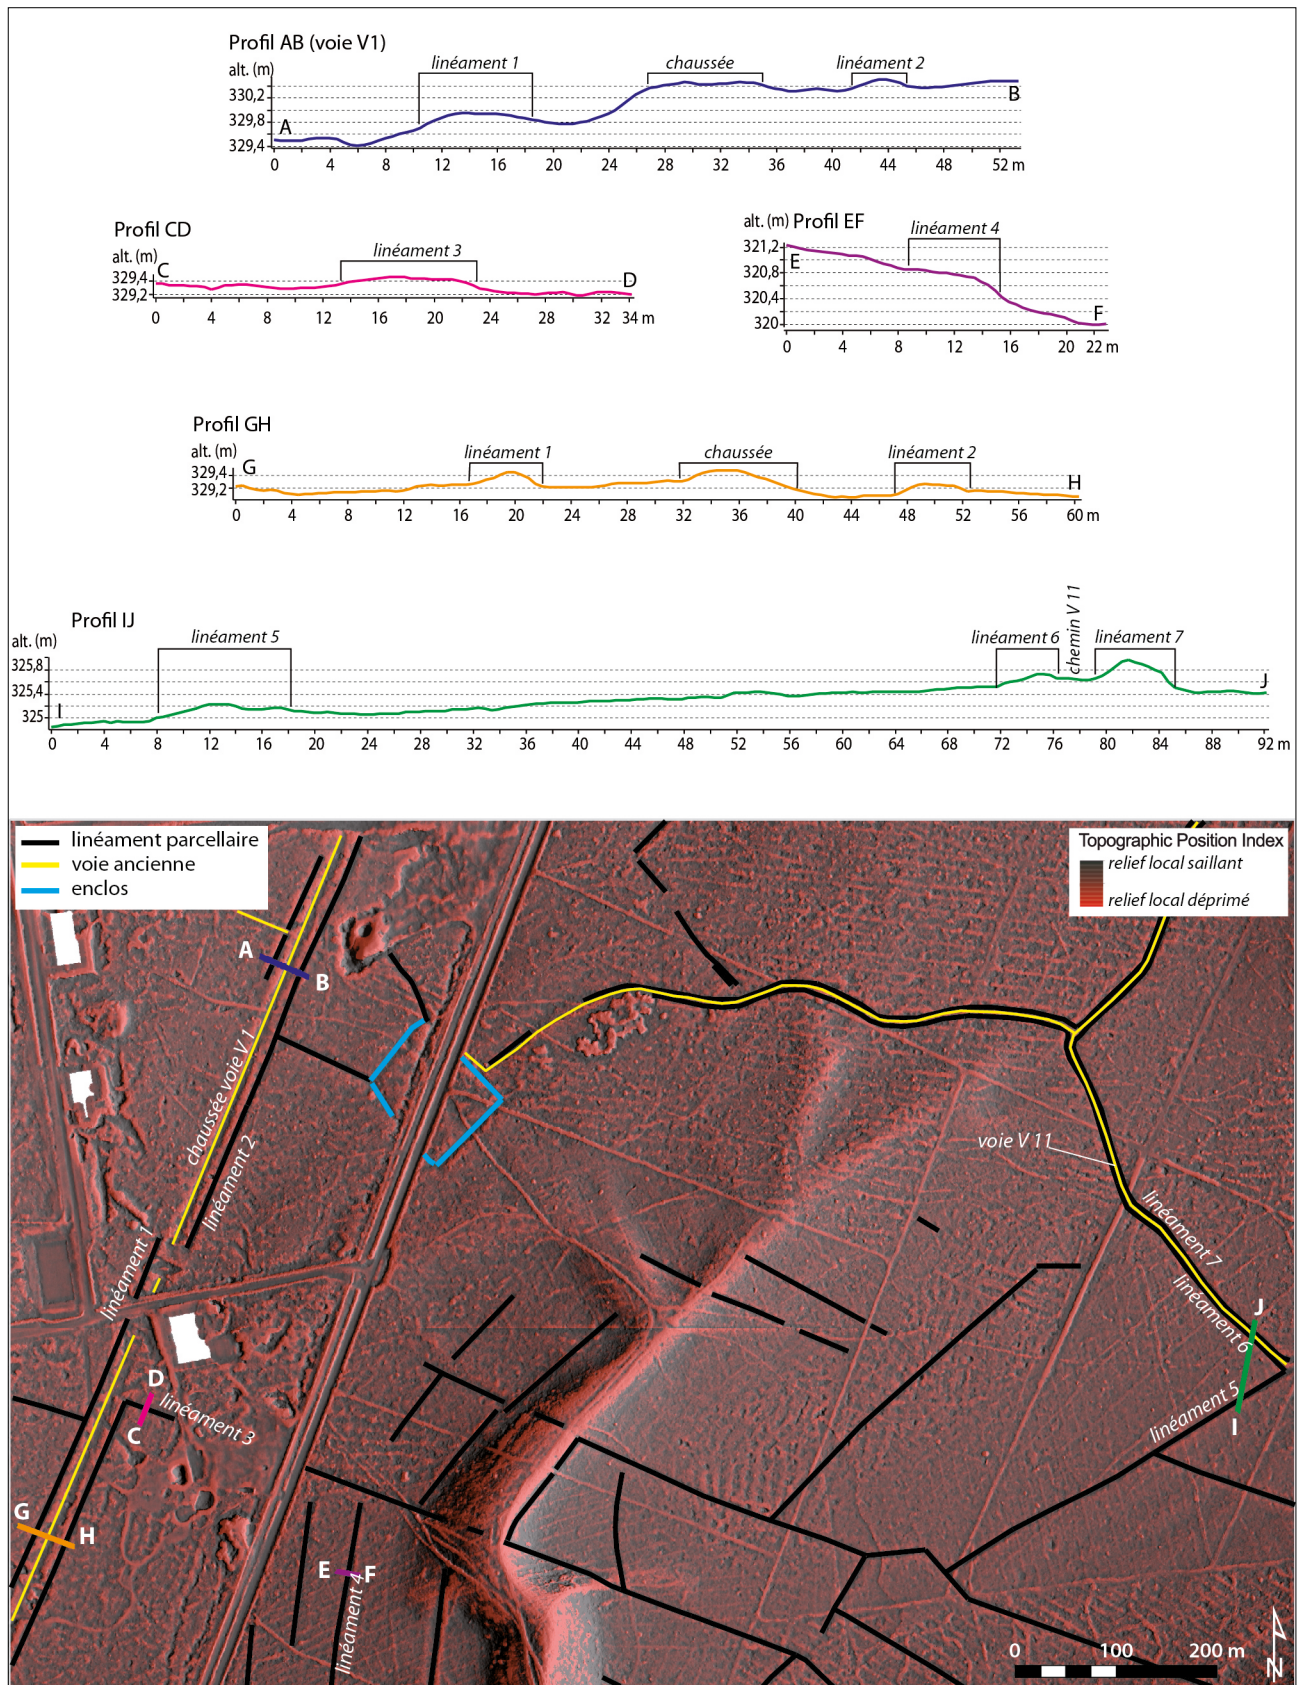 Profil AB (voie V1)
alt. (m)
linéament 1
chaussée
linéament 2
330,2
329,8
329,4
A
B
0 4 8 12 16 20 24 28 32 36 40 44 48 52 m
Profil CD
alt. (m)
linéament 3
329,4
329,2
C
D
0 4 8 12 16 20 24 28 32 34 m
alt. (m) Profil EF
linéament 4
321,2
320,8
320,4
320
E
F
0 4 8 12 16 20 22 m
Profil GH
alt. (m)
linéament 1
chaussée
linéament 2
329,4
329,2
G
H
0 4 8 12 16 20 24 28 32 36 40 44 48 52 56 60 m
Profil IJ
alt. (m)
linéament 5
linéament 6
chemin V 11
linéament 7
325,8
325,4
325
I
J
0 4 8 12 16 20 24 28 32 36 40 44 48 52 56 60 64 68 72 76 80 84 88 92 m
linéament parcellaire
voie ancienne
enclos
Topographic Position Index
relief local saillant
relief local déprimé
A
B
chaussée voie V 1
linéament 2
linéament 1
voie V 11
linéament 7
linéament 6
J
linéament 5
I
D
C
linéament 3
G
H
E
F
linéament 4
0 100 200 m
N